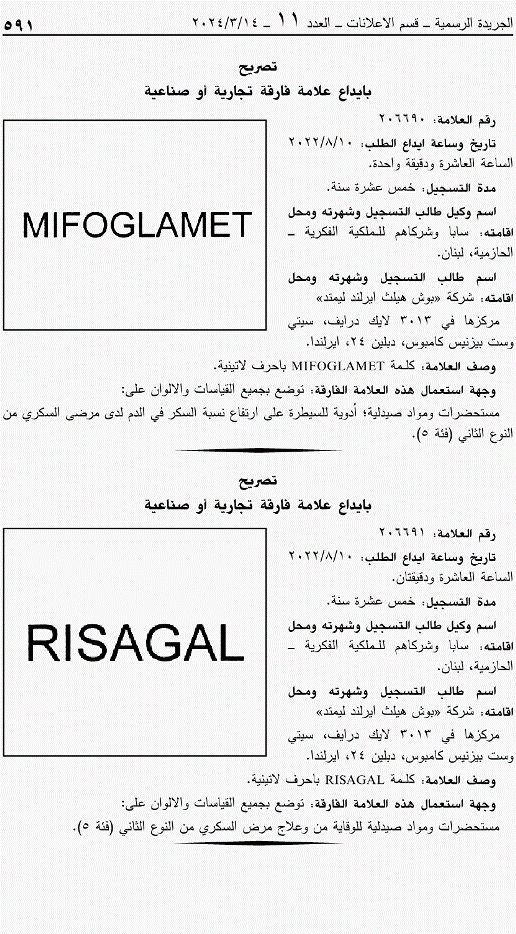 الجريدة الرسمية ــ قسم الاعلانات ــ العدد ١١ ــ ٢٠٢٤/٣/١٤
٥٩١
تصريح
بايداع علامة فارقة تجارية أو صناعية
رقم العلامة: ٢٠٦٦٩٠
تاريخ وساعة ايداع الطلب: ٢٠٢٢/٨/١٠
الساعة العاشرة ودقيقة واحدة.
مدة التسجيل: خمس عشرة سنة.
اسم وكيل طالب التسجيل وشهرته ومحل
اقامته: سابا وشركاهم للملكية الفكرية ــ
الحازمية، لبنان.
اسم طالب التسجيل وشهرته ومحل
اقامته: شركة «بوش هيلث ايرلند ليمتد»
مركزها في ٣٠١٣ لايك درايف، سيتي
وست بيزنيس كامبوس، دبلين ٢٤، ايرلندا.
MIFOGLAMET
وصف العلامة: كلمة MIFOGLAMET باحرف لاتينية.
وجهة استعمال هذه العلامة الفارقة: توضع بجميع القياسات والالوان على:
مستحضرات ومواد صيدلية؛ أدوية للسيطرة على ارتفاع نسبة السكر في الدم لدى مرضى السكري من
النوع الثاني (فئة ٥).
تصريح
بايداع علامة فارقة تجارية أو صناعية
رقم العلامة: ٢٠٦٦٩١
تاريخ وساعة ايداع الطلب: ٢٠٢٢/٨/١٠
الساعة العاشرة ودقيقتان.
مدة التسجيل: خمس عشرة سنة.
اسم وكيل طالب التسجيل وشهرته ومحل
اقامته: سابا وشركاهم للملكية الفكرية ــ
الحازمية، لبنان.
اسم طالب التسجيل وشهرته ومحل
اقامته: شركة «بوش هيلث ايرلند ليمتد»
مركزها في ٣٠١٣ لايك درايف، سيتي
وست بيزنيس كامبوس، دبلين ٢٤، ايرلندا.
RISAGAL
وصف العلامة: كلمة RISAGAL باحرف لاتينية.
وجهة استعمال هذه العلامة الفارقة: توضع بجميع القياسات والالوان على:
مستحضرات ومواد صيدلية للوقاية من وعلاج مرض السكري من النوع الثاني (فئة ٥).